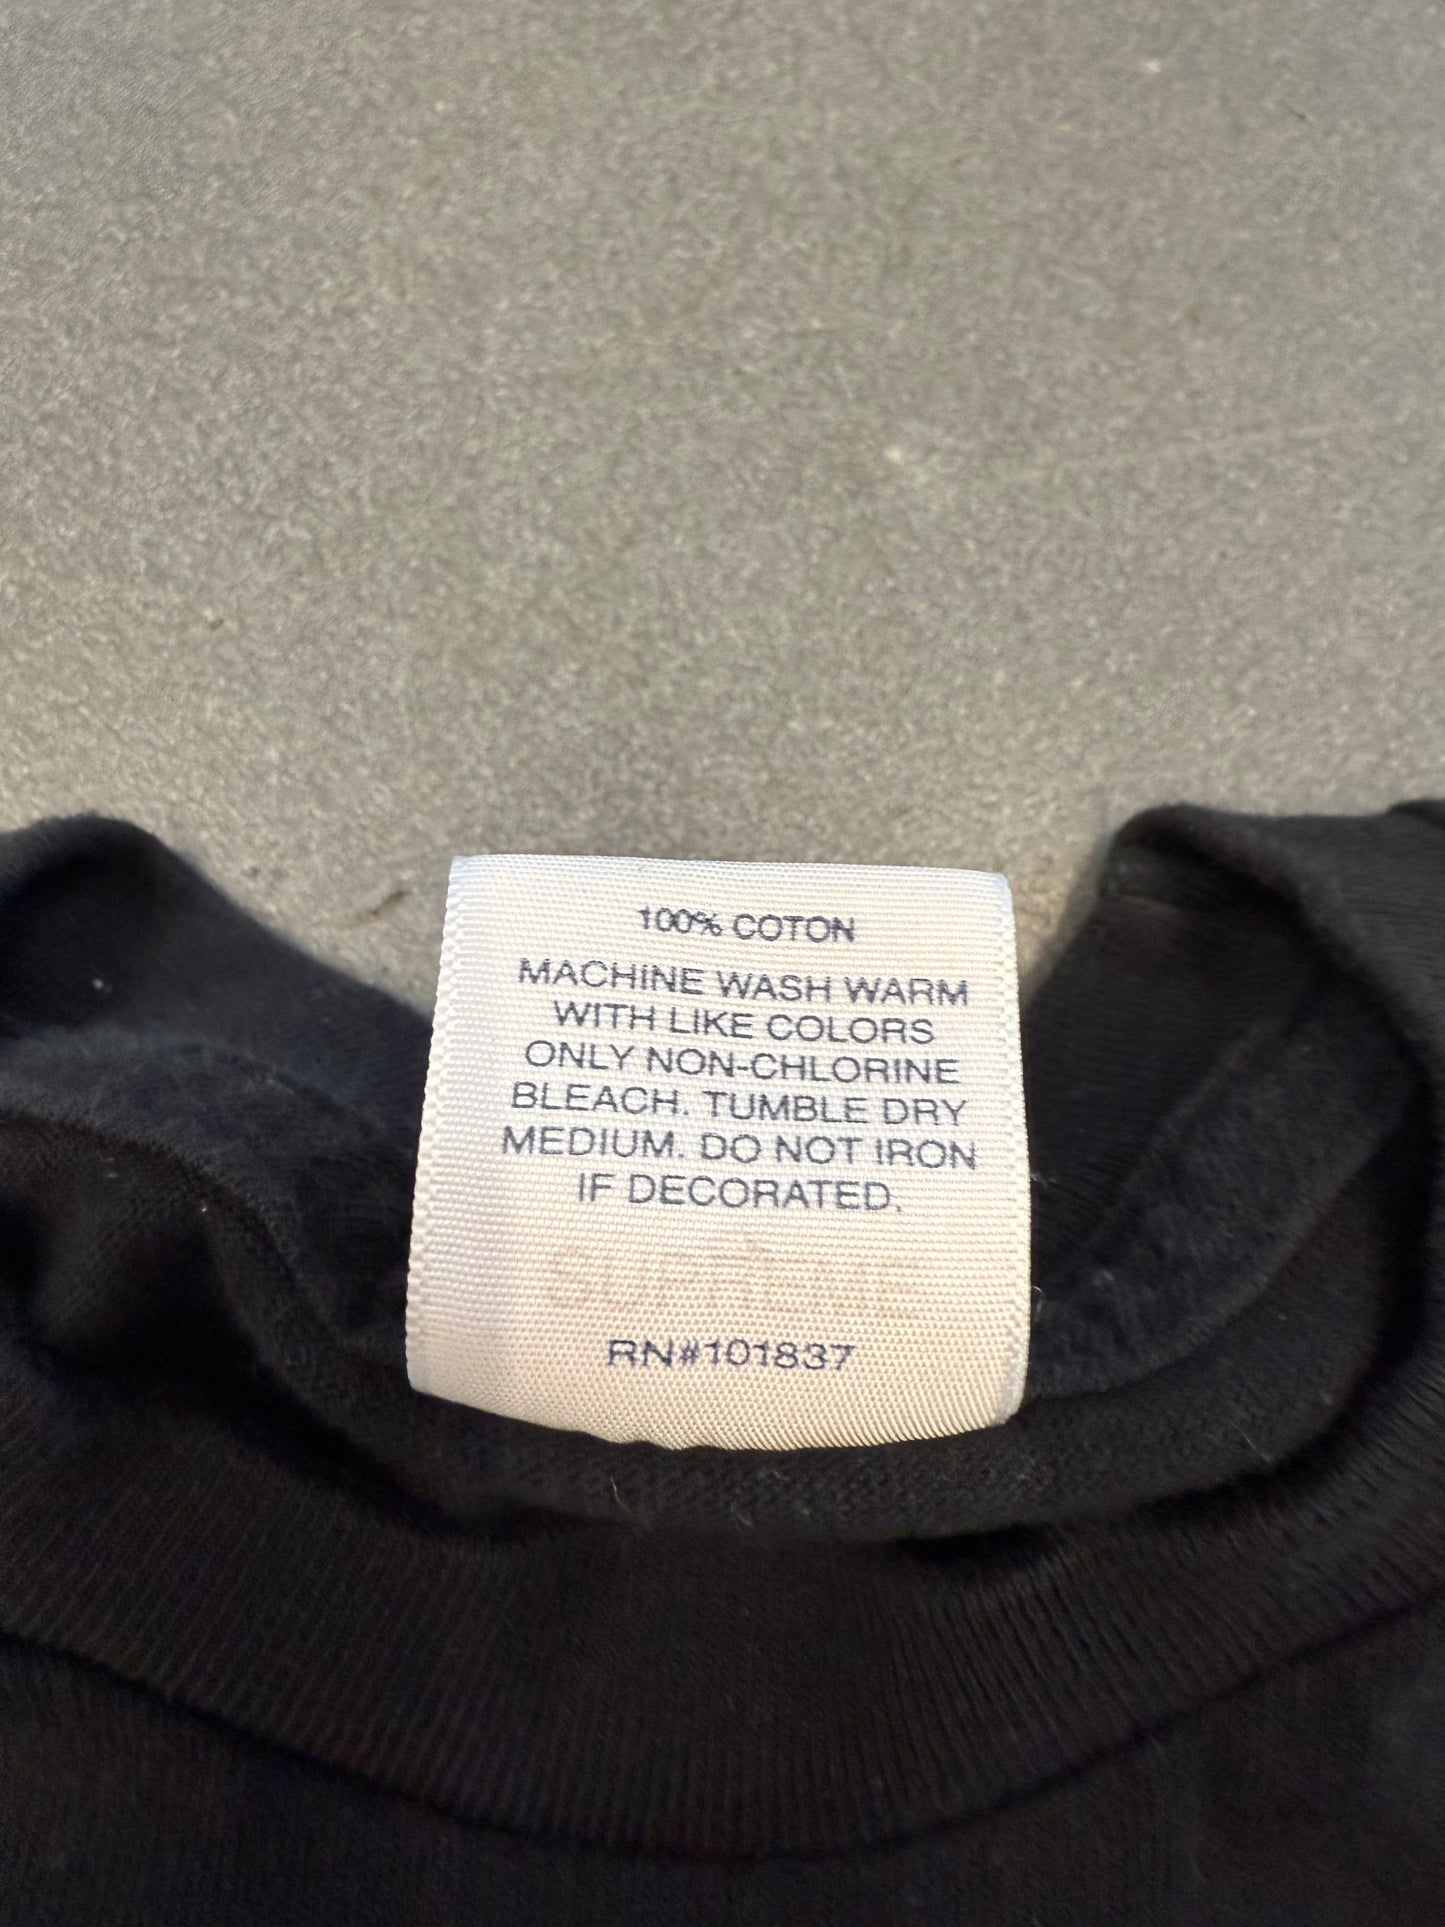 100% COTON
MACHINE WASH WARM
WITH LIKE COLORS
ONLY NON-CHLORINE
BLEACH. TUMBLE DRY
MEDIUM. DO NOT IRON
IF DECORATED.
RN#101837